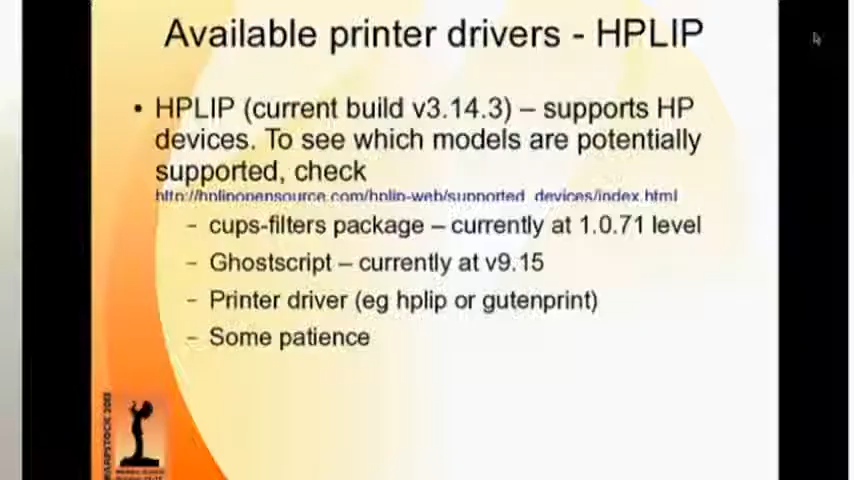 Available printer drivers - HPLIP
• HPLIP (current build v3.14.3) – supports HP
devices. To see which models are potentially
supported, check
http://hplipopensource.com/hplip-web/supported_devices/index.html
– cups-filters package – currently at 1.0.71 level
– Ghostscript – currently at v9.15
– Printer driver (eg hplip or gutenprint)
– Some patience